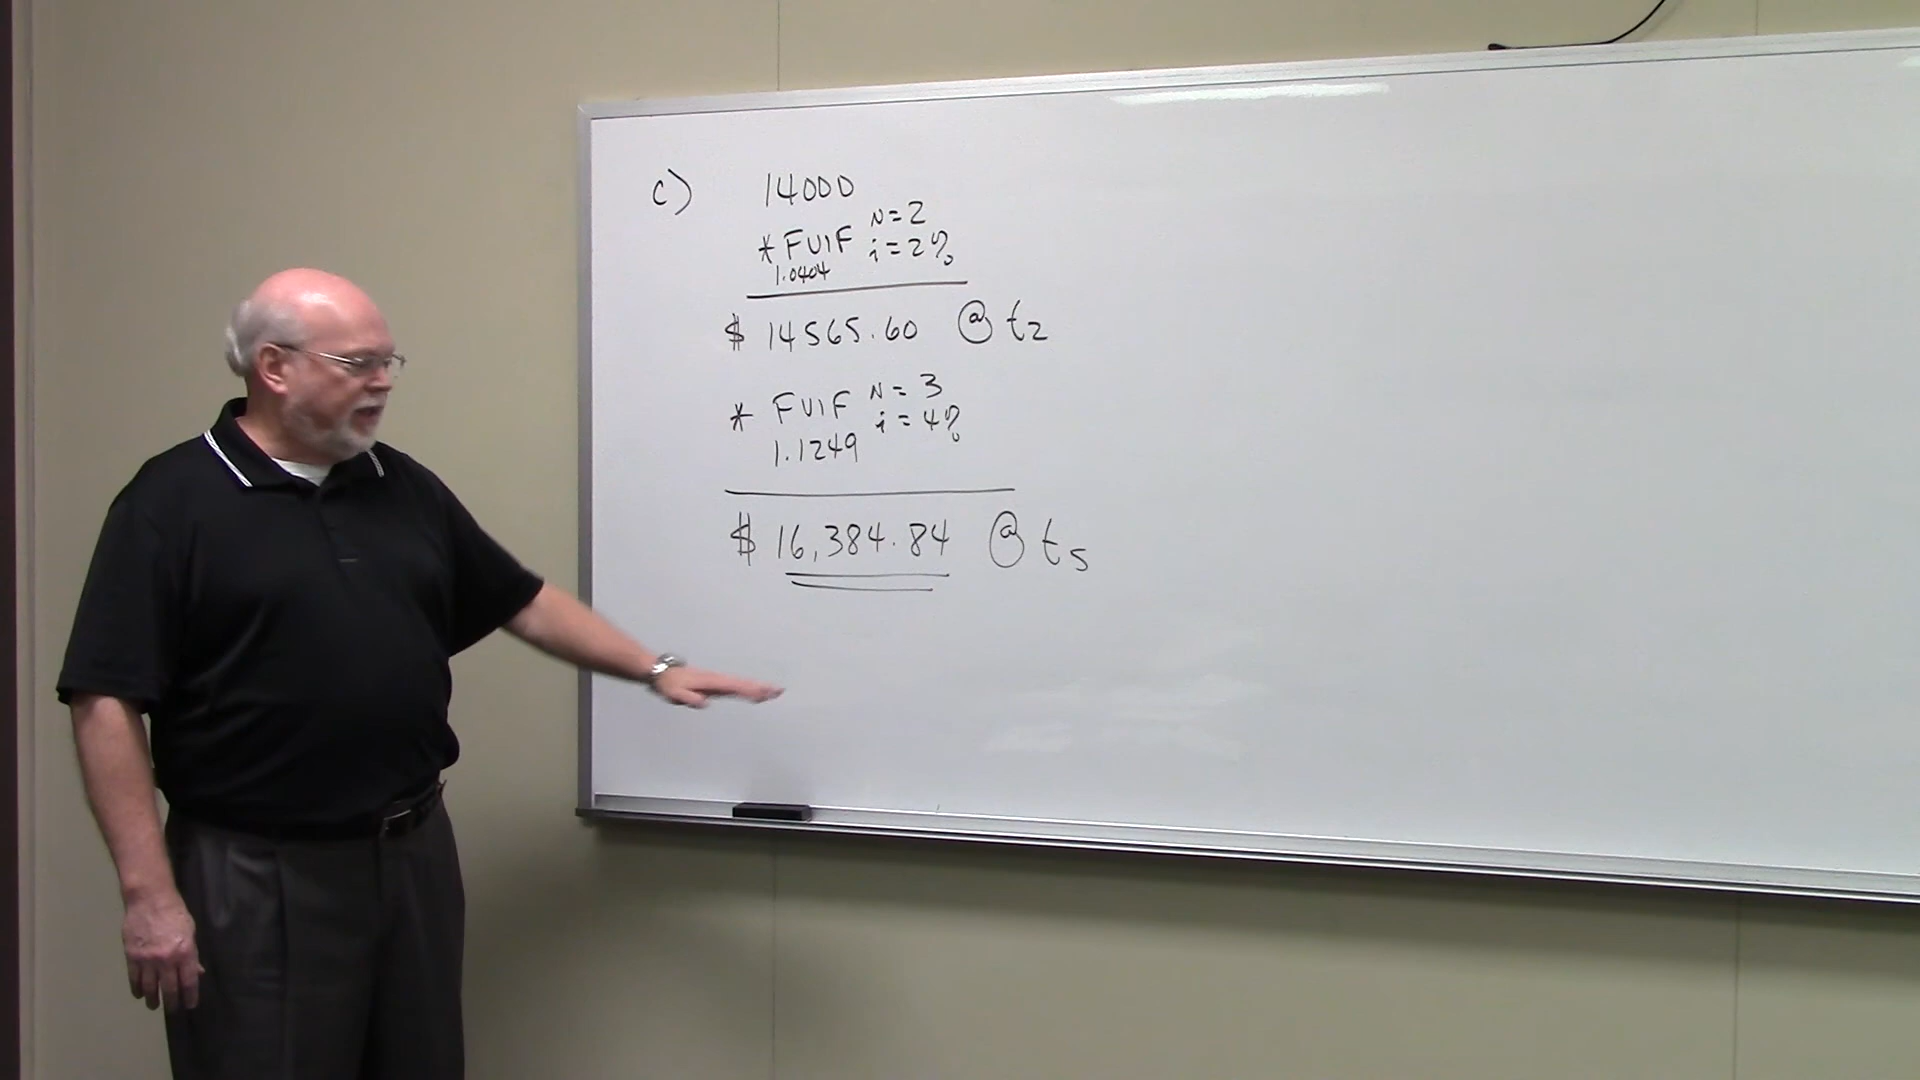 c) 14000
* FVIF N=2 i=2%
1.0404
$ 14565.60 @ t2
* FVIF N=3 i=4%
1.1249
$ 16,384.84 @ t5